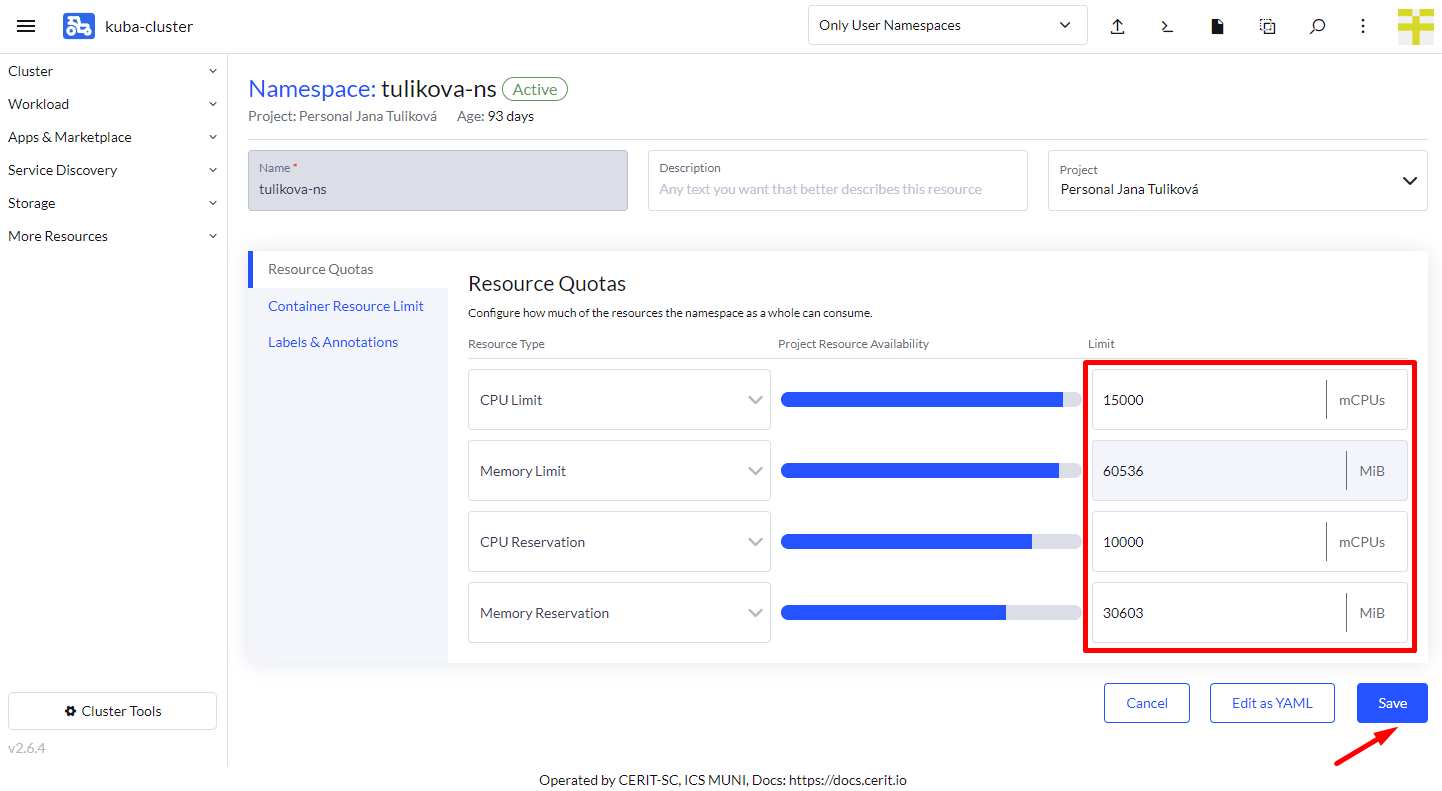 kuba-cluster
Only User Namespaces
Cluster
Workload
Apps & Marketplace
Service Discovery
Storage
More Resources
Cluster Tools
v2.6.4
Namespace: tulikova-ns Active
Project: Personal Jana Tuliková Age: 93 days
Name *
tulikova-ns
Description
Any text you want that better describes this resource
Project
Personal Jana Tuliková
Resource Quotas
Container Resource Limit
Labels & Annotations
Resource Quotas
Configure how much of the resources the namespace as a whole can consume.
Resource Type Project Resource Availability Limit
CPU Limit 15000 mCPUs
Memory Limit 60536 MiB
CPU Reservation 10000 mCPUs
Memory Reservation 30603 MiB
Cancel Edit as YAML Save
Operated by CERIT-SC, ICS MUNI, Docs: https://docs.cerit.io